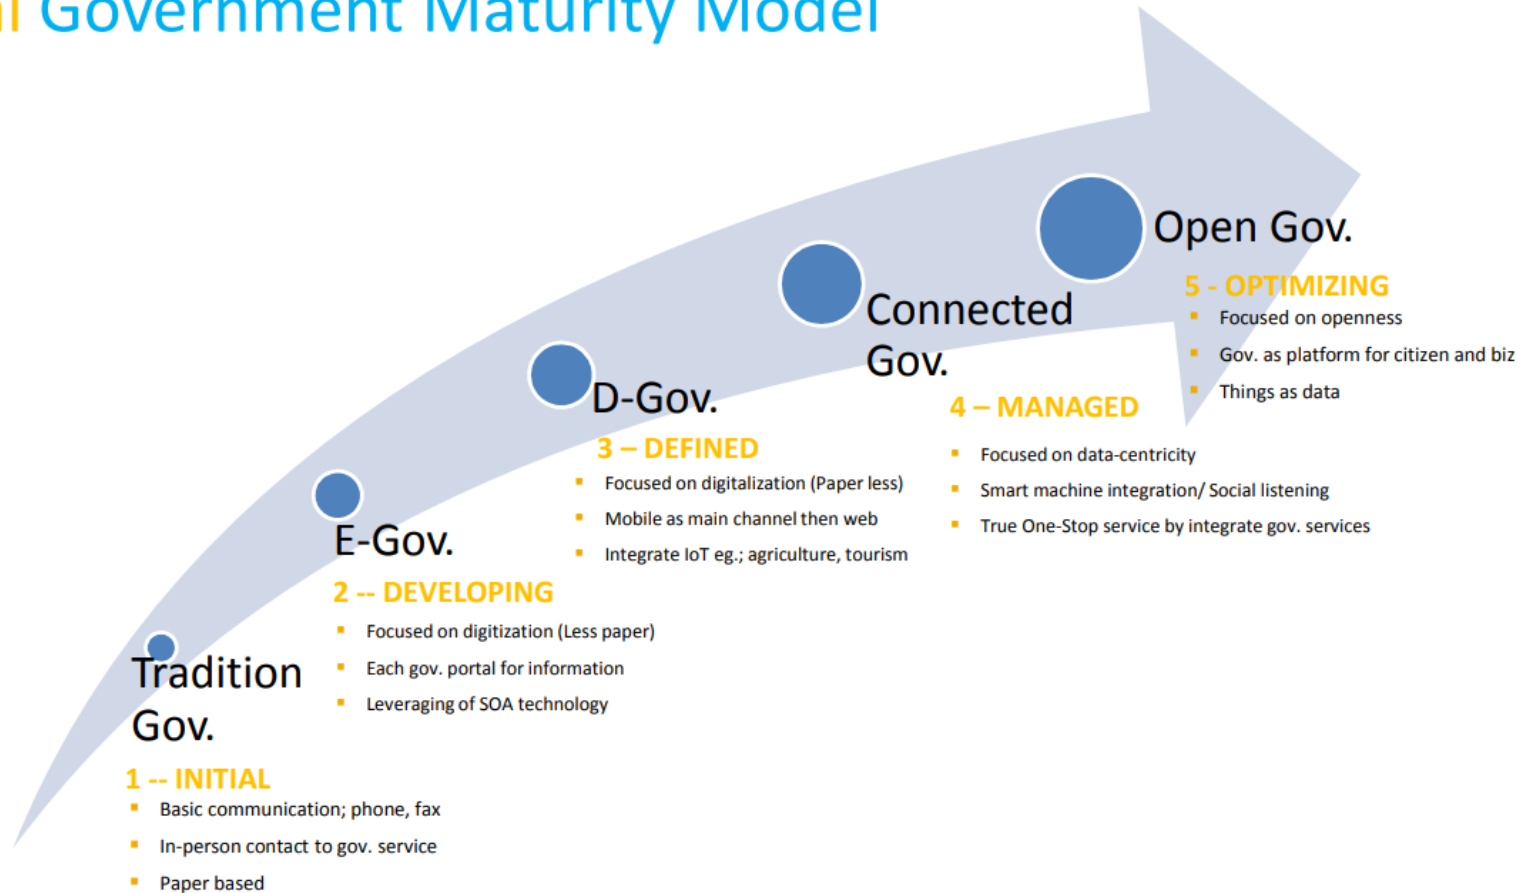 Government Maturity Model
Open Gov.
5 - OPTIMIZING
Focused on openness
Gov. as platform for citizen and biz
Things as data
Connected
Gov.
4 – MANAGED
Focused on data-centricity
Smart machine integration/ Social listening
True One-Stop service by integrate gov. services
D-Gov.
3 – DEFINED
Focused on digitalization (Paper less)
Mobile as main channel then web
Integrate IoT eg.; agriculture, tourism
E-Gov.
2 -- DEVELOPING
Focused on digitization (Less paper)
Each gov. portal for information
Leveraging of SOA technology
Tradition
Gov.
1 -- INITIAL
Basic communication; phone, fax
In-person contact to gov. service
Paper based